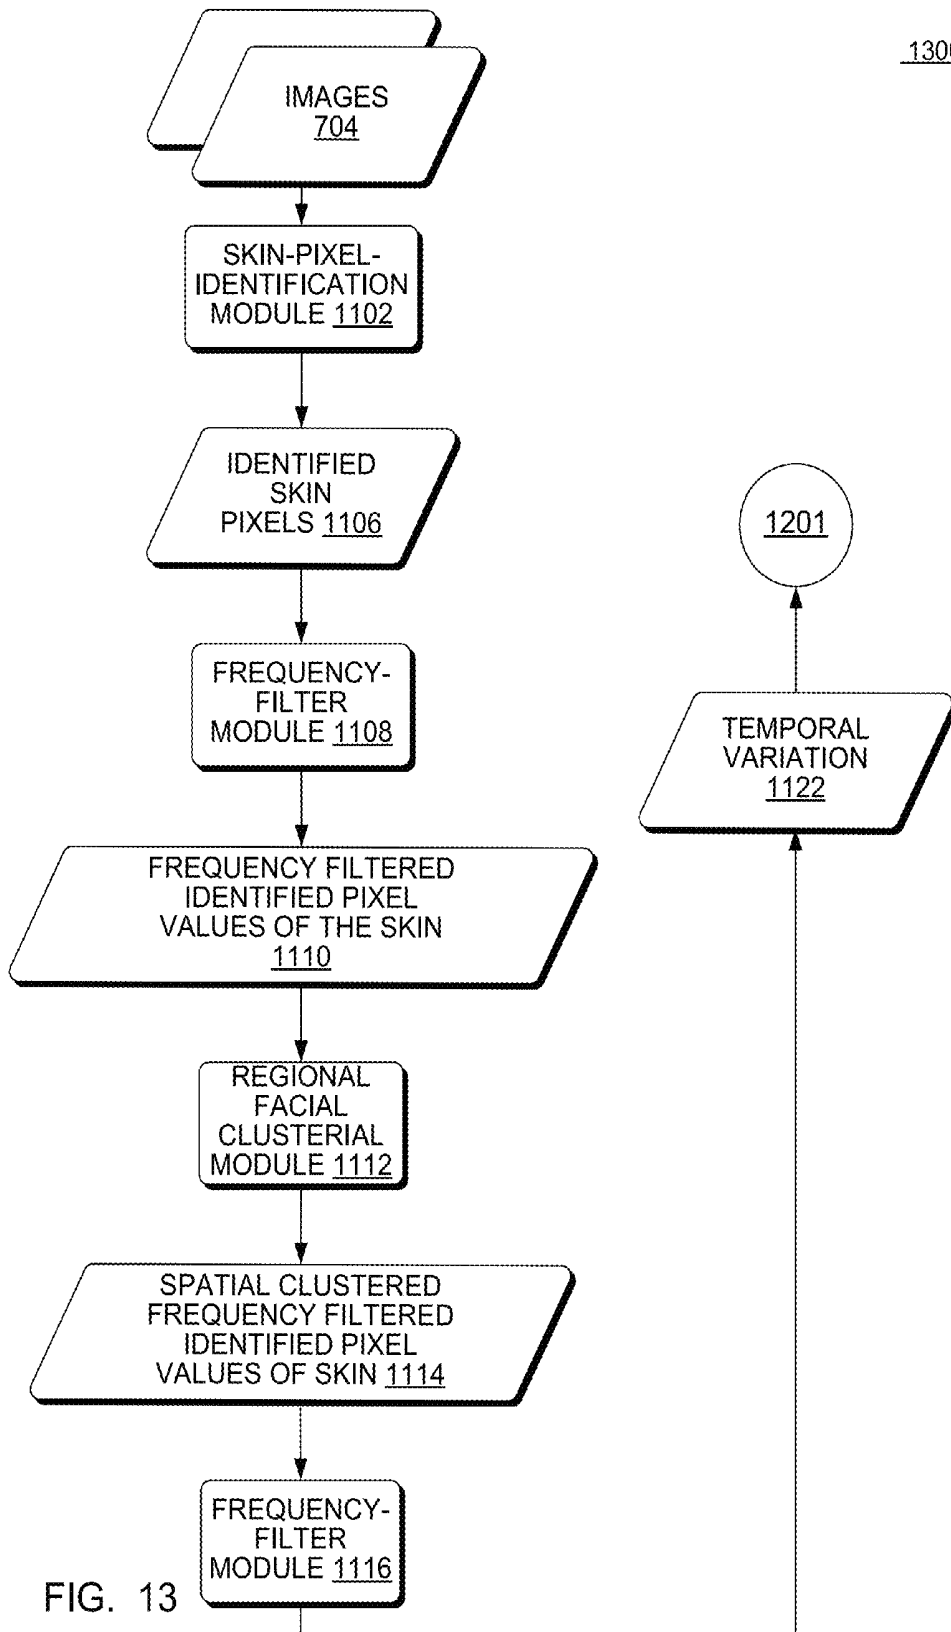 1300
IMAGES
704
SKIN-PIXEL-
IDENTIFICATION
MODULE 1102
IDENTIFIED
SKIN
PIXELS 1106
FREQUENCY-
FILTER
MODULE 1108
FREQUENCY FILTERED
IDENTIFIED PIXEL
VALUES OF THE SKIN
1110
REGIONAL
FACIAL
CLUSTERIAL
MODULE 1112
SPATIAL CLUSTERED
FREQUENCY FILTERED
IDENTIFIED PIXEL
VALUES OF SKIN 1114
FREQUENCY-
FILTER
MODULE 1116
1201
TEMPORAL
VARIATION
1122
FIG. 13